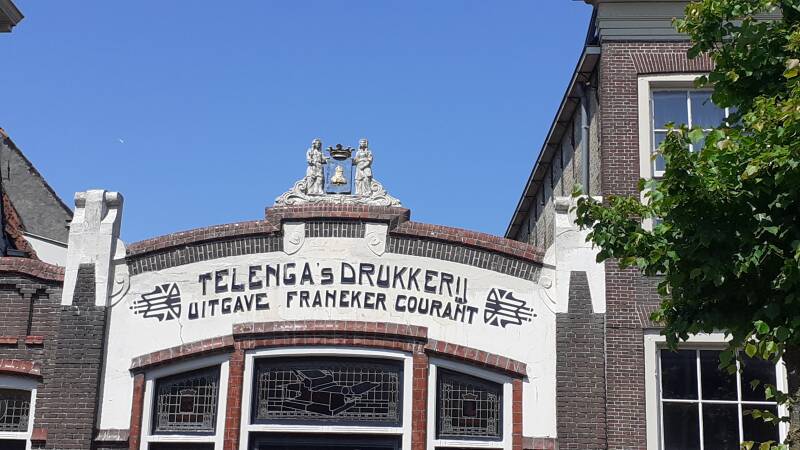 TELENGA's DRUKKERIJ
UITGAVE FRANEKER COURANT